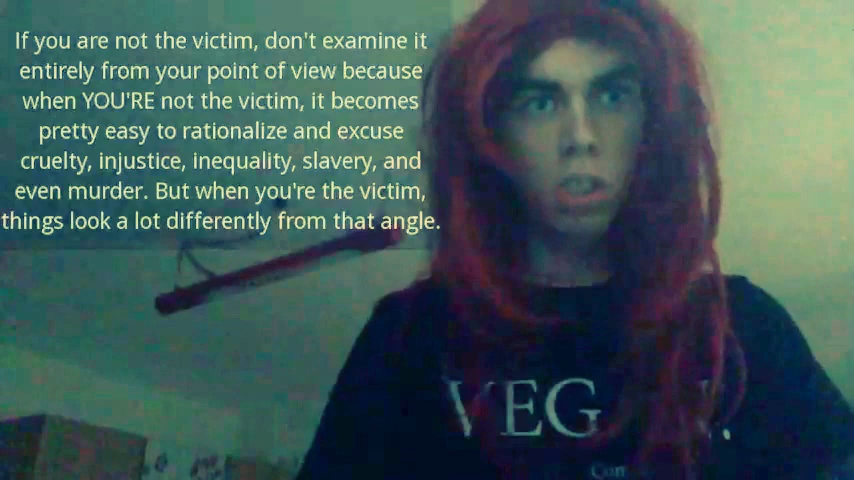 If you are not the victim, don't examine it
entirely from your point of view because
when YOU'RE not the victim, it becomes
pretty easy to rationalize and excuse
cruelty, injustice, inequality, slavery, and
even murder. But when you're the victim,
things look a lot differently from that angle.
VEG